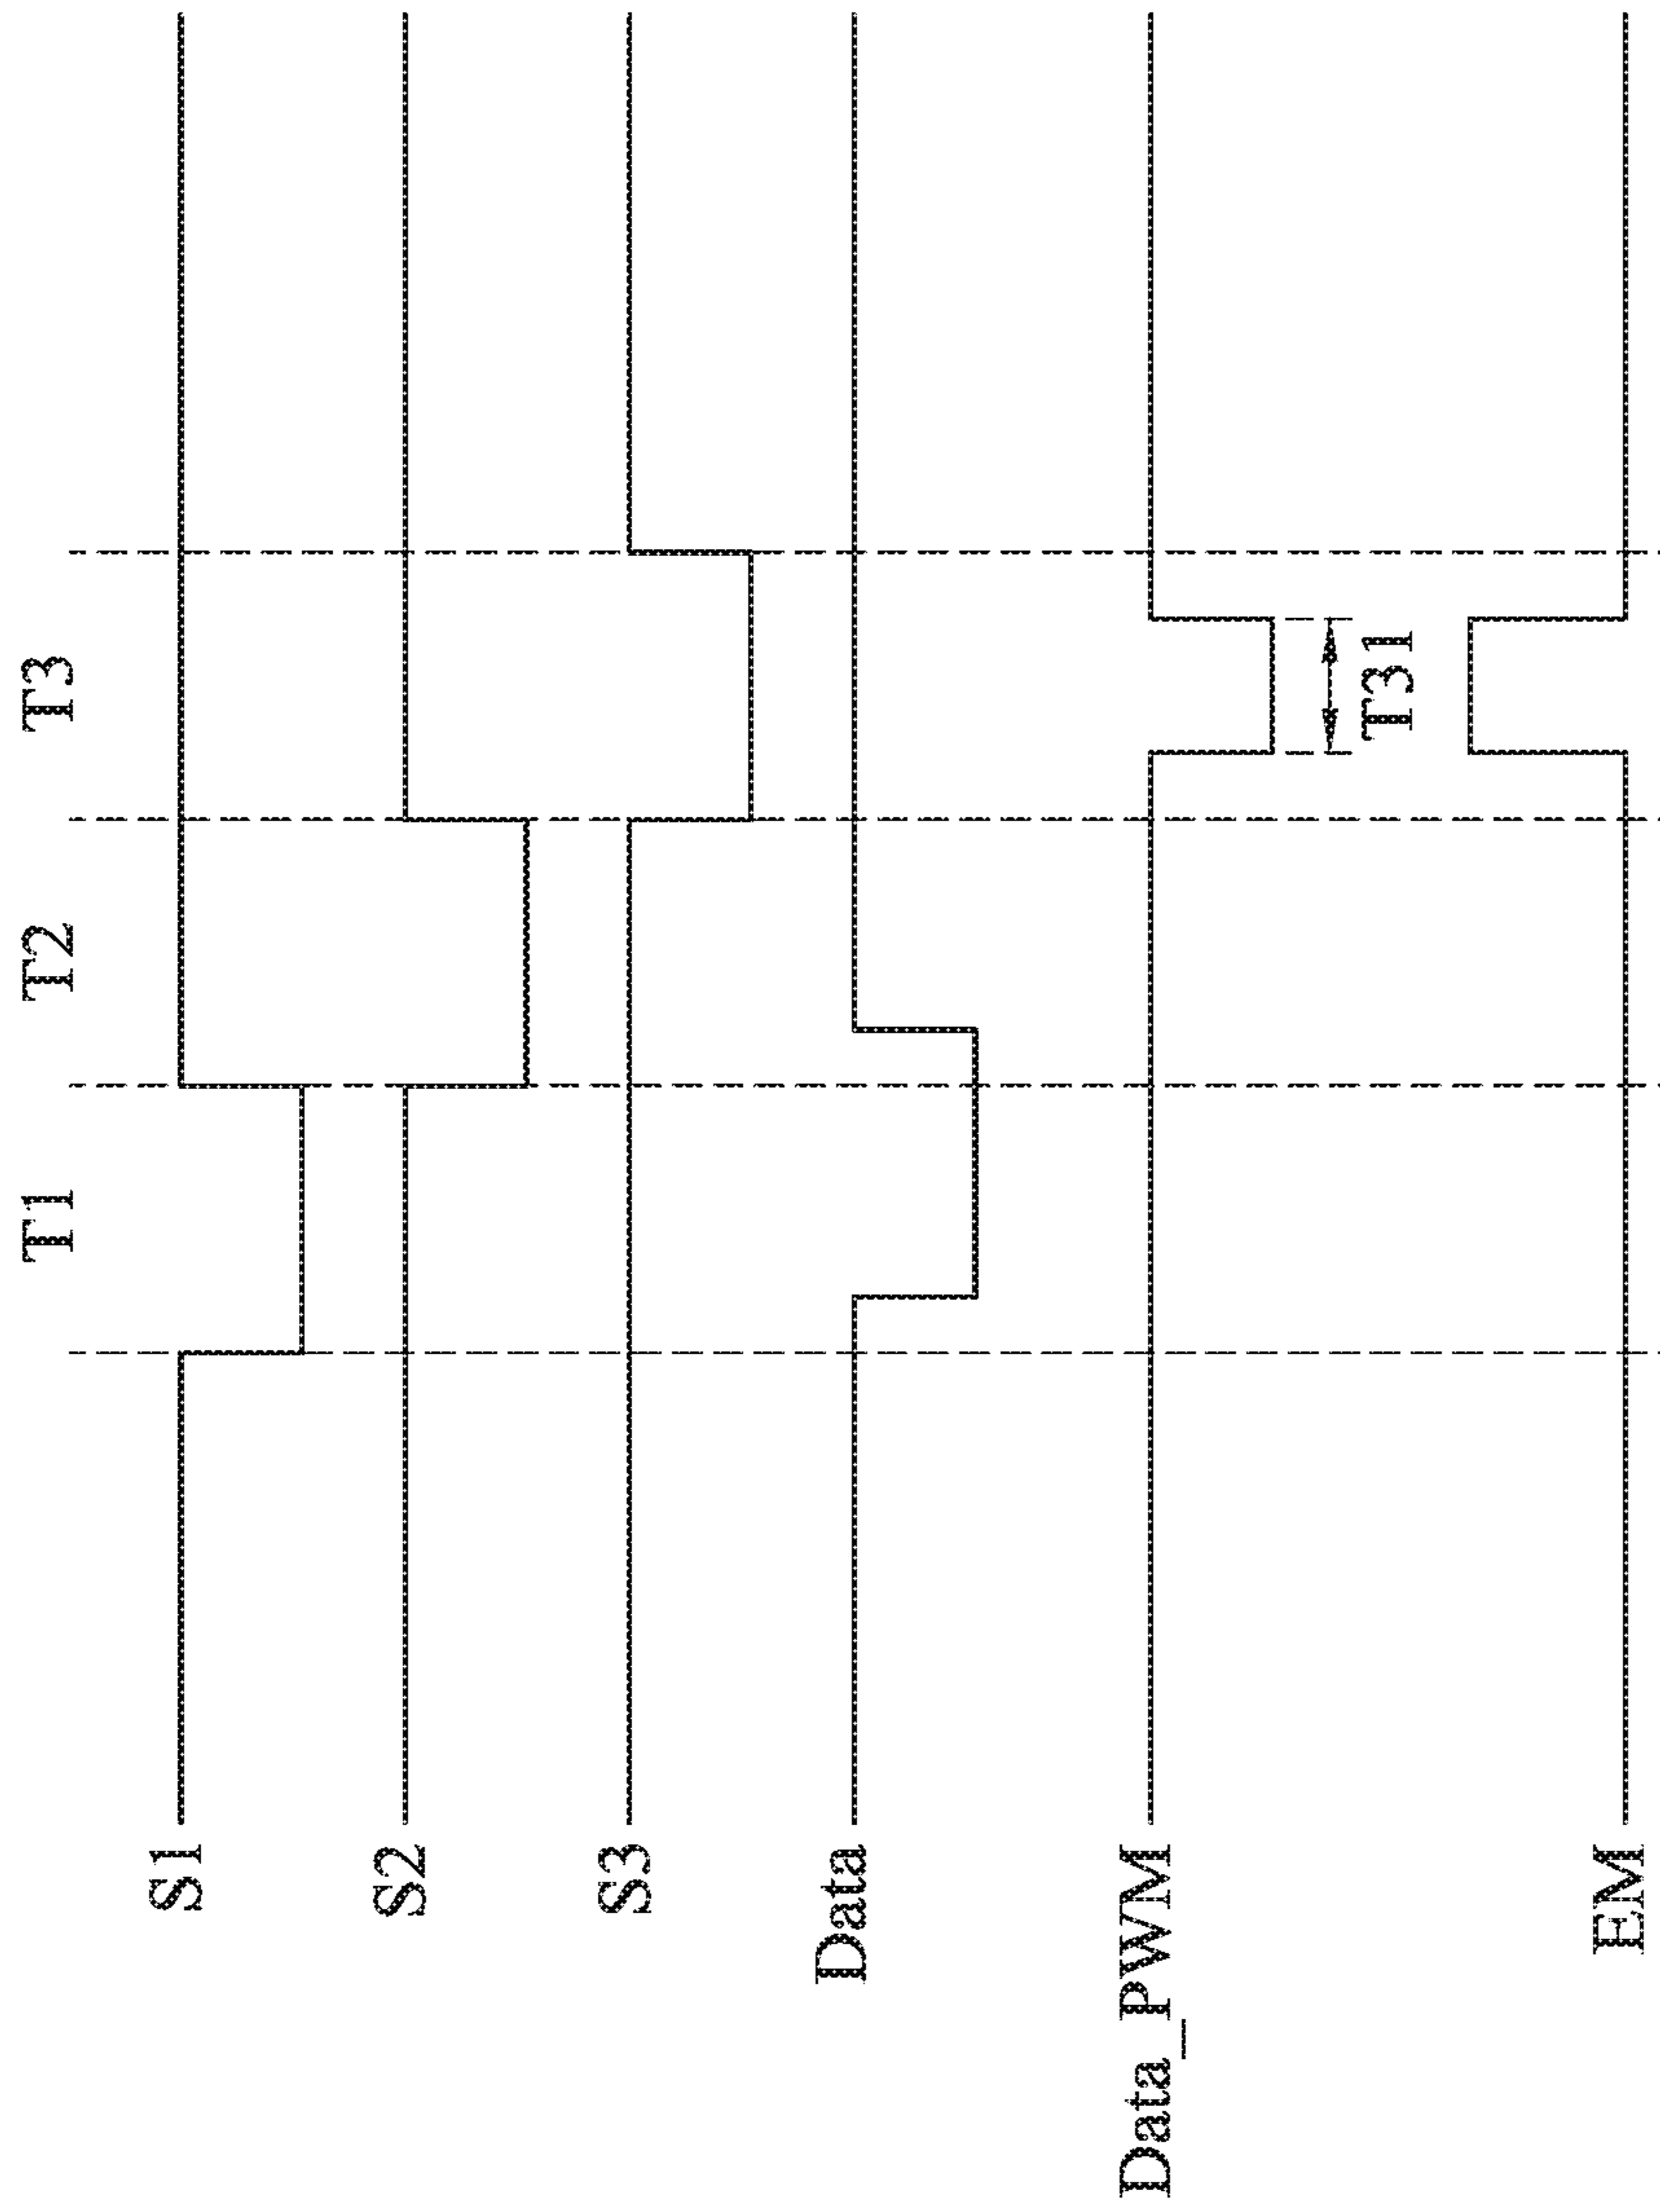 T1 T2 T3
S1
S2
S3
Data
Data_PWM
T31
EM